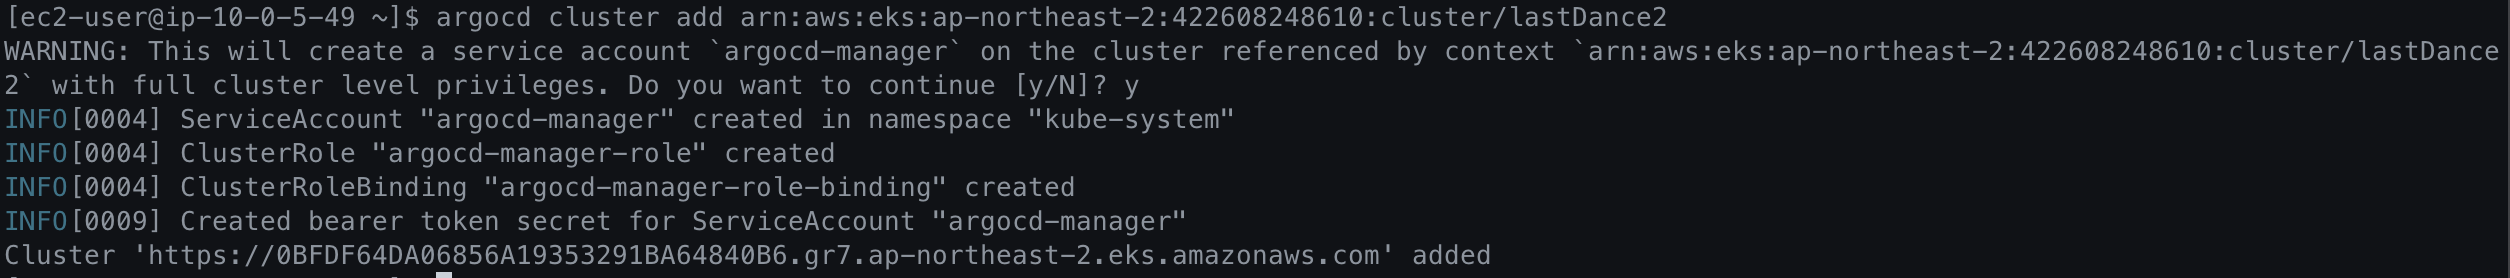 [ec2-user@ip-10-0-5-49 ~]$ argocd cluster add arn:aws:eks:ap-northeast-2:422608248610:cluster/lastDance2
WARNING: This will create a service account `argocd-manager` on the cluster referenced by context `arn:aws:eks:ap-northeast-2:422608248610:cluster/lastDance
2` with full cluster level privileges. Do you want to continue [y/N]? y
INFO[0004] ServiceAccount "argocd-manager" created in namespace "kube-system"
INFO[0004] ClusterRole "argocd-manager-role" created
INFO[0004] ClusterRoleBinding "argocd-manager-role-binding" created
INFO[0009] Created bearer token secret for ServiceAccount "argocd-manager"
Cluster 'https://0BFDF64DA06856A19353291BA64840B6.gr7.ap-northeast-2.eks.amazonaws.com' added